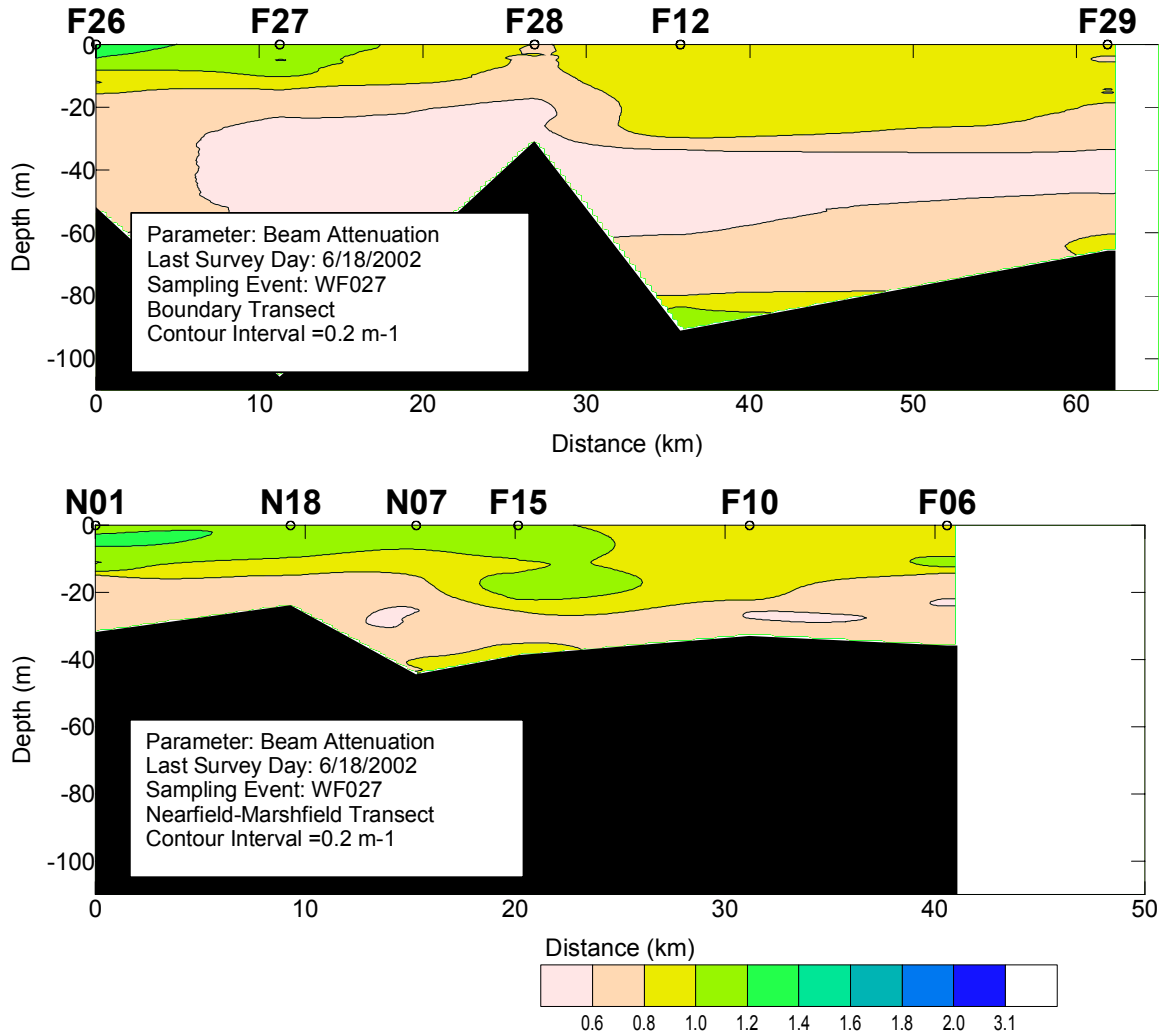 F26 F27 F28 F12 F29
0
-20
-40
-60
-80
-100
Depth (m)
Parameter: Beam Attenuation
Last Survey Day: 6/18/2002
Sampling Event: WF027
Boundary Transect
Contour Interval =0.2 m-1
0 10 20 30 40 50 60
Distance (km)
N01 N18 N07 F15 F10 F06
0
-20
-40
-60
-80
-100
Depth (m)
Parameter: Beam Attenuation
Last Survey Day: 6/18/2002
Sampling Event: WF027
Nearfield-Marshfield Transect
Contour Interval =0.2 m-1
0 10 20 30 40 50
Distance (km)
0.6 0.8 1.0 1.2 1.4 1.6 1.8 2.0 3.1